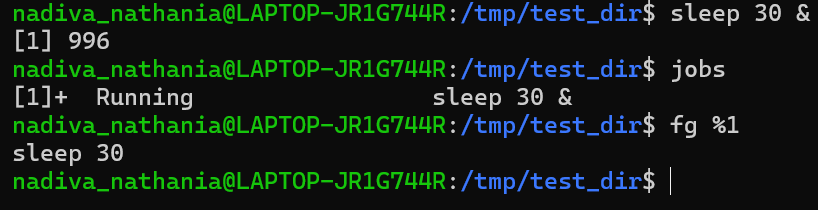 nadiva_nathania@LAPTOP-JR1G744R:/tmp/test_dir$ sleep 30 &
[1] 996
nadiva_nathania@LAPTOP-JR1G744R:/tmp/test_dir$ jobs
[1]+  Running                 sleep 30 &
nadiva_nathania@LAPTOP-JR1G744R:/tmp/test_dir$ fg %1
sleep 30
nadiva_nathania@LAPTOP-JR1G744R:/tmp/test_dir$